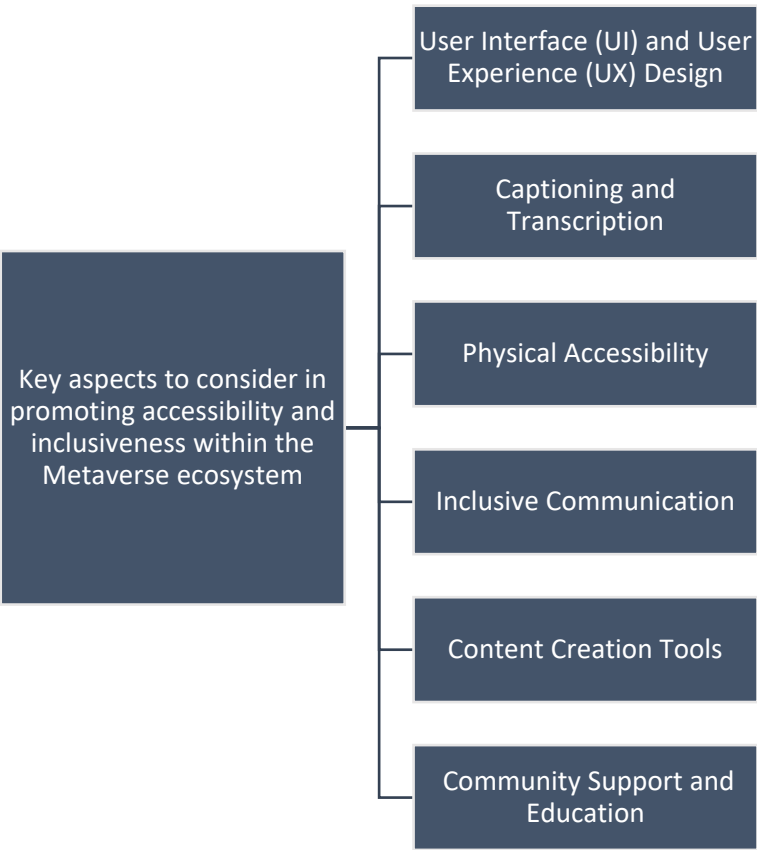 Key aspects to consider in
promoting accessibility and
inclusiveness within the
Metaverse ecosystem
User Interface (UI) and User
Experience (UX) Design
Captioning and
Transcription
Physical Accessibility
Inclusive Communication
Content Creation Tools
Community Support and
Education